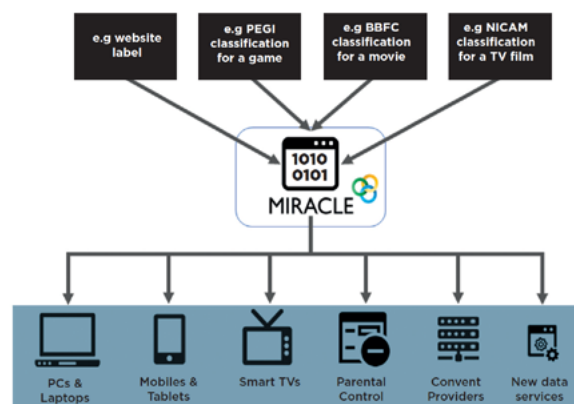 e.g website
label
e.g PEGI
classification
for a game
e.g BBFC
classification
for a movie
e.g NICAM
classification
for a TV film
1010
0101
MIRACLE
PCs &
Laptops
Mobiles &
Tablets
Smart TVs
Parental
Control
Convent
Providers
New data
services